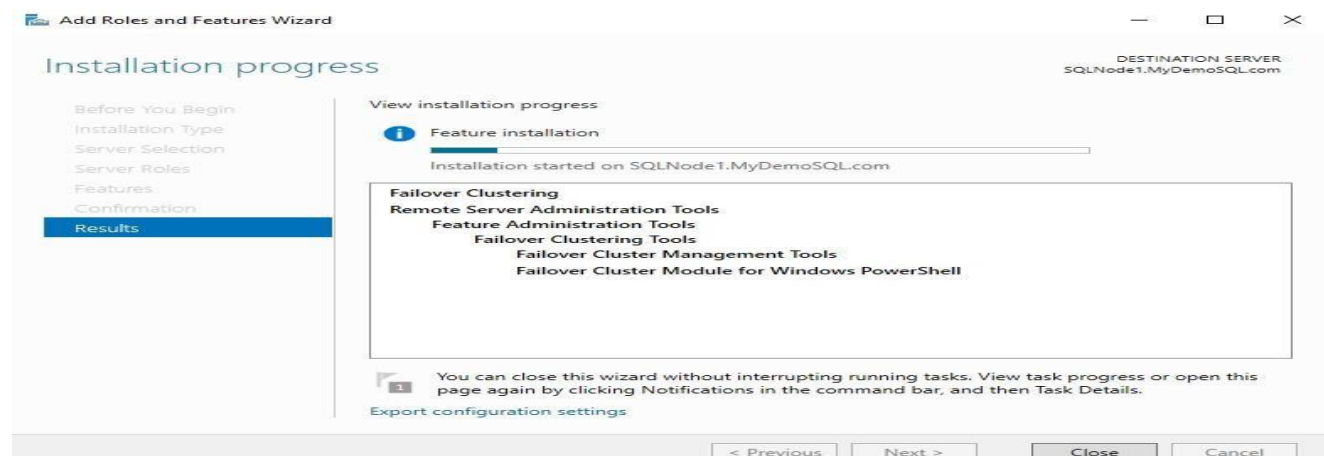 Add Roles and Features Wizard
Installation progress
DESTINATION SERVER
SQLNode1.MyDemoSQL.com
Before You Begin
Installation Type
Server Selection
Server Roles
Features
Confirmation
Results
View installation progress
Feature installation
Installation started on SQLNode1.MyDemoSQL.com
Failover Clustering
Remote Server Administration Tools
Feature Administration Tools
Failover Clustering Tools
Failover Cluster Management Tools
Failover Cluster Module for Windows PowerShell
1
You can close this wizard without interrupting running tasks. View task progress or open this
page again by clicking Notifications in the command bar, and then Task Details.
Export configuration settings
< Previous
Next >
Close
Cancel